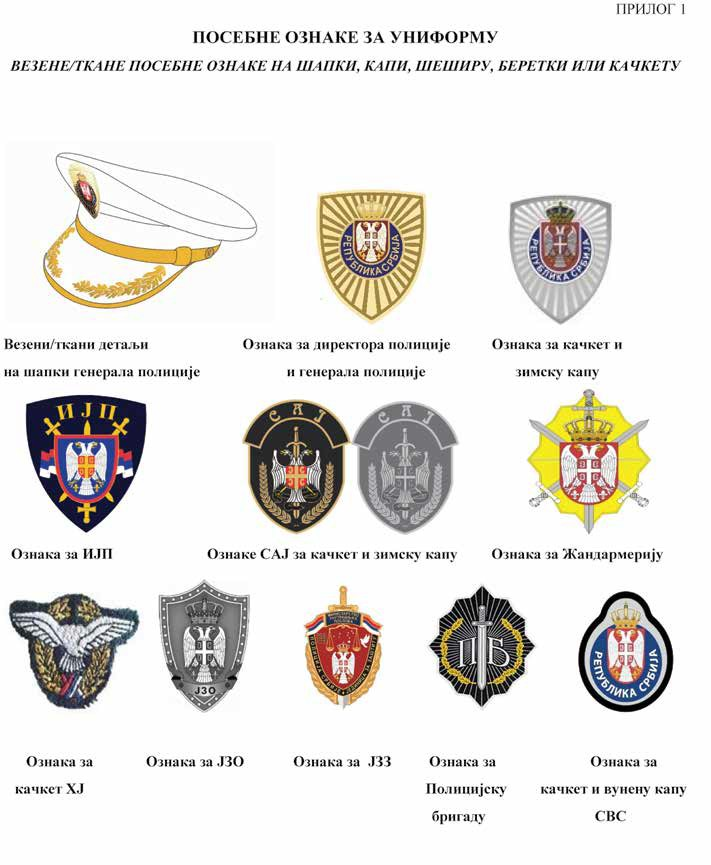 ПРИЛОГ 1
ПОСЕБНЕ ОЗНАКЕ ЗА УНИФОРМУ
ВЕЗЕНЕ/ТКАНЕ ПОСЕБНЕ ОЗНАКЕ НА ШАПКИ, КАПИ, ШЕШИРУ, БЕРЕТКИ ИЛИ КАЧКЕТУ
РЕПУБЛИКА СРБИЈА
РЕПУБЛИКА СРБИЈА
Везени/ткани детаљи
на шапки генерала полиције
Ознака за директора полиције
и генерала полиције
Ознака за качкет и
зимску капу
ИЈП
САЈ
САЈ
Ознака за ИЈП
Ознаке САЈ за качкет и зимску капу
Ознака за Жандармерију
ЈЗО
ПБ
РЕПУБЛИКА СРБИЈА
Ознака за
качкет ХЈ
Ознака за ЈЗО
Ознака за ЈЗЗ
Ознака за
Полицијску
бригаду
Ознака за
качкет и вунену капу
СВС